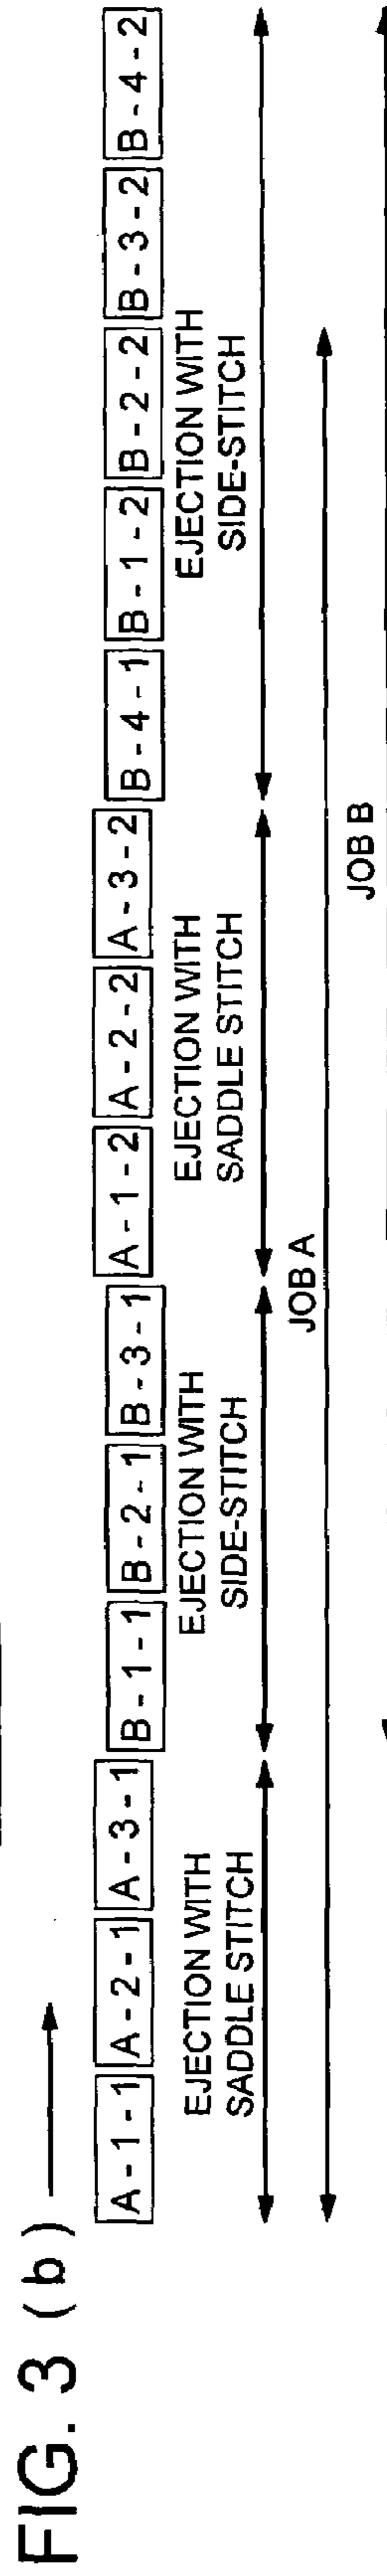 FIG. 3 (b)
A-1-1 A-2-1 A-3-1 B-1-1 B-2-1 B-3-1 A-1-2 A-2-2 A-3-2 B-4-1 B-1-2 B-2-2 B-3-2 B-4-2
EJECTION WITH
SADDLE STITCH
EJECTION WITH
SIDE-STITCH
EJECTION WITH
SADDLE STITCH
EJECTION WITH
SIDE-STITCH
JOB A
JOB B